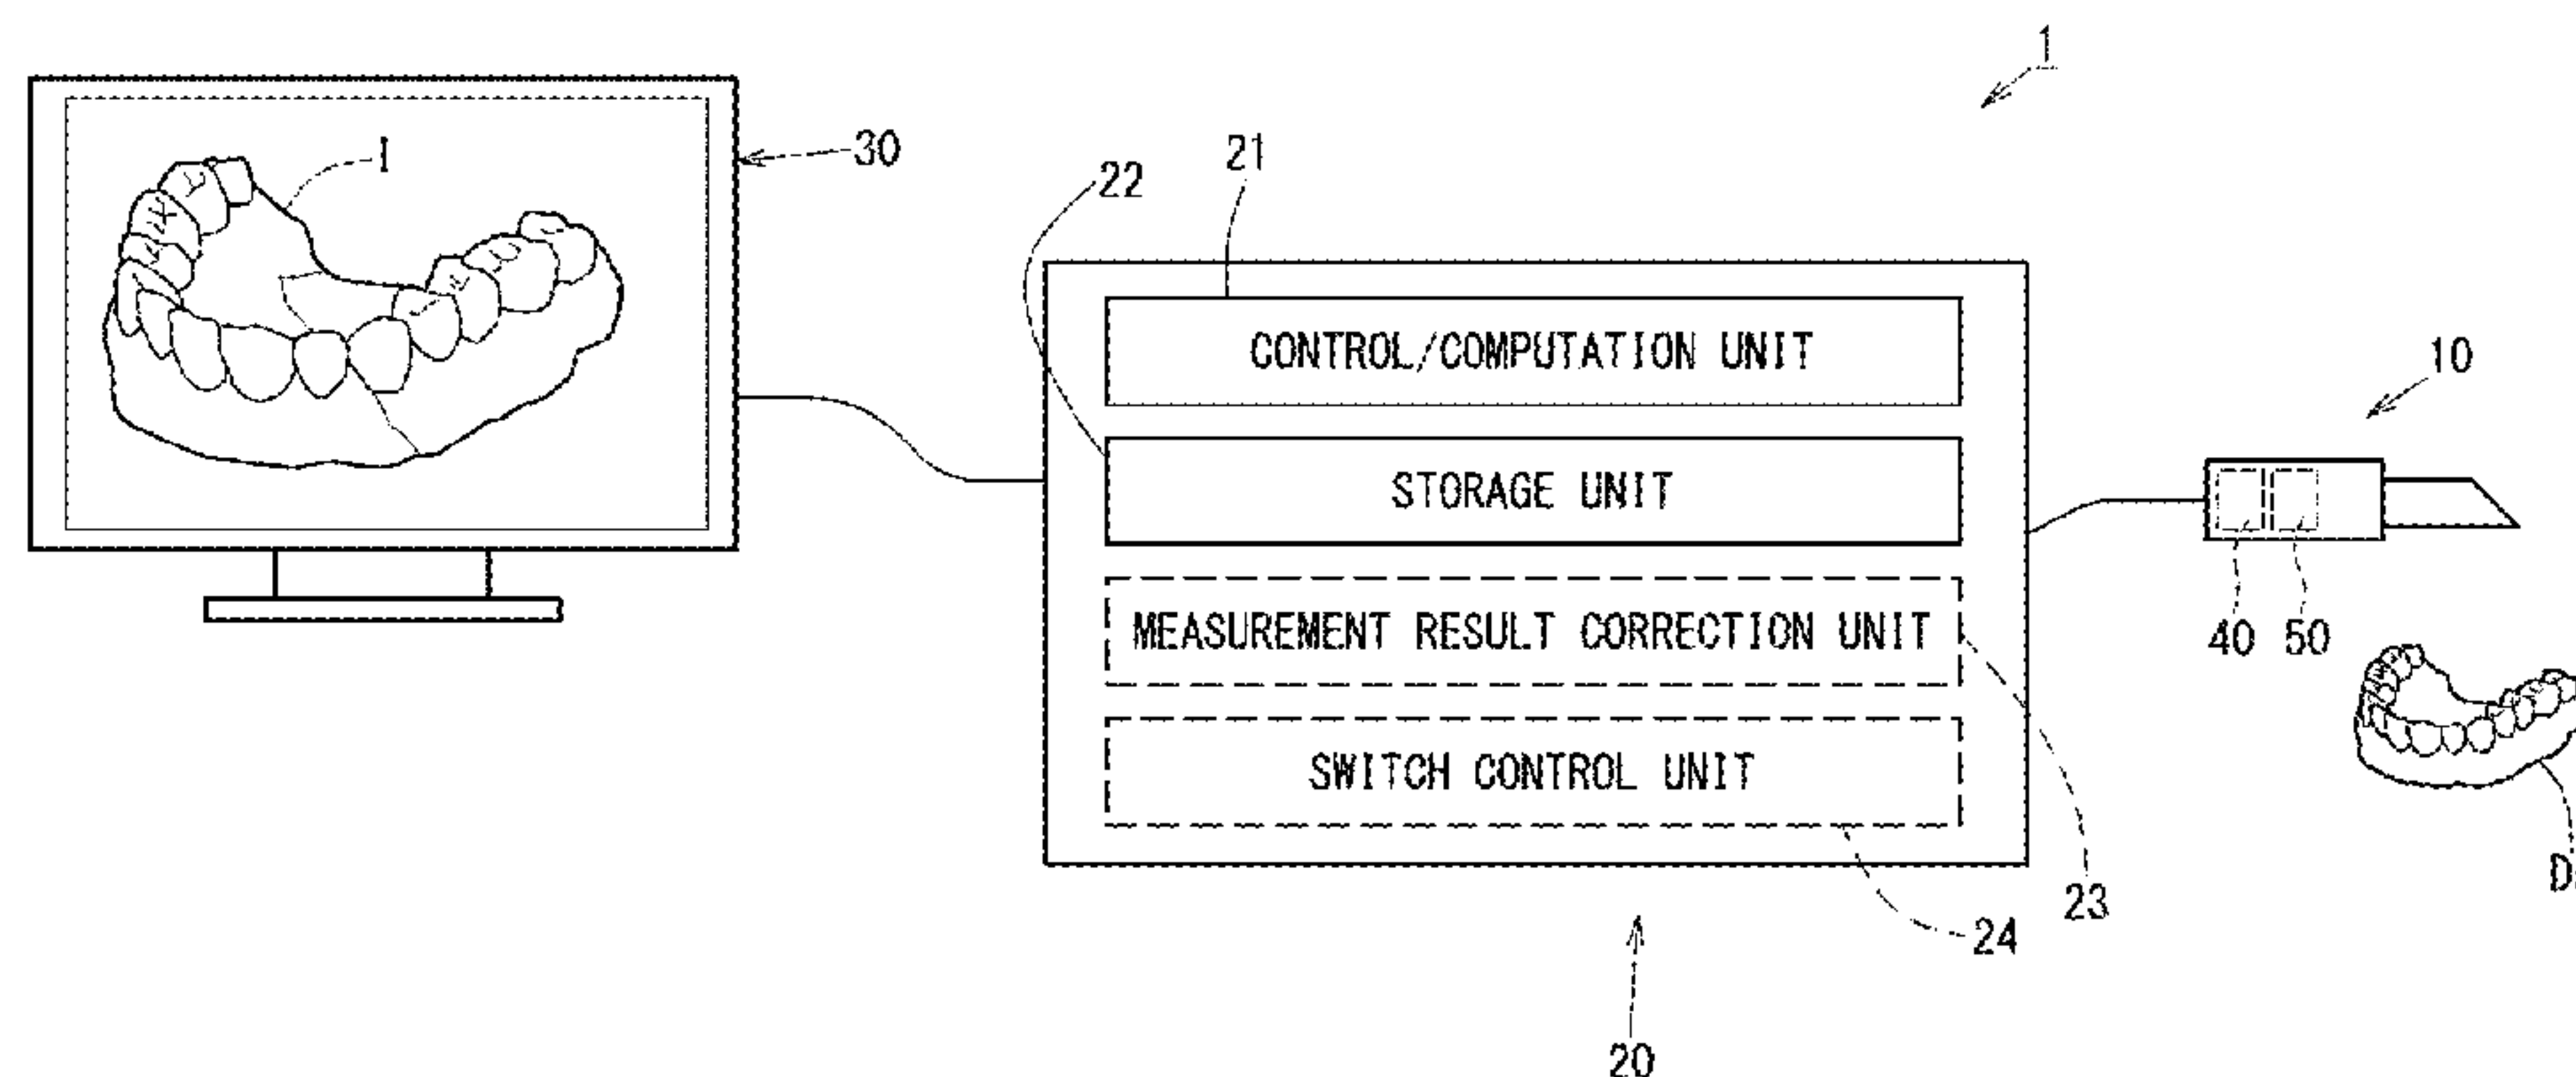 1
I
30
21
22
CONTROL/COMPUTATION UNIT
10
STORAGE UNIT
MEASUREMENT RESULT CORRECTION UNIT
40 50
SWITCH CONTROL UNIT
D
23
24
20